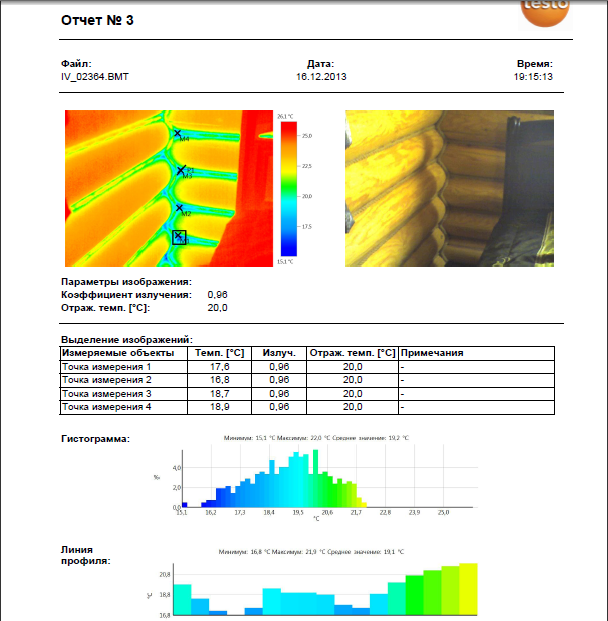 testo
Отчет № 3
Файл: Дата: Время:
IV_02364.BMT 16.12.2013 19:15:13
26,1 °C
25,0
22,5
20,0
17,5
15,1 °C
M4
M3
M2
Параметры изображения:
Коэффициент излучения: 0,96
Отраж. темп. [°C]: 20,0
Выделение изображений:
Измеряемые объекты Темп. [°C] Излуч. Отраж. темп. [°C] Примечания
Точка измерения 1 17,6 0,96 20,0 -
Точка измерения 2 16,8 0,96 20,0 -
Точка измерения 3 18,7 0,96 20,0 -
Точка измерения 4 18,9 0,96 20,0 -
Гистограмма:
Минимум: 15,1 °C Максимум: 22,0 °C Среднее значение: 19,2 °C
%
4,0
2,0
0,0
15,1 16,2 17,3 18,4 19,5 20,6 21,7 22,8 23,9 25,0
°C
Линия
профиля:
Минимум: 16,8 °C Максимум: 21,9 °C Среднее значение: 19,1 °C
°C
20,8
18,8
16,8